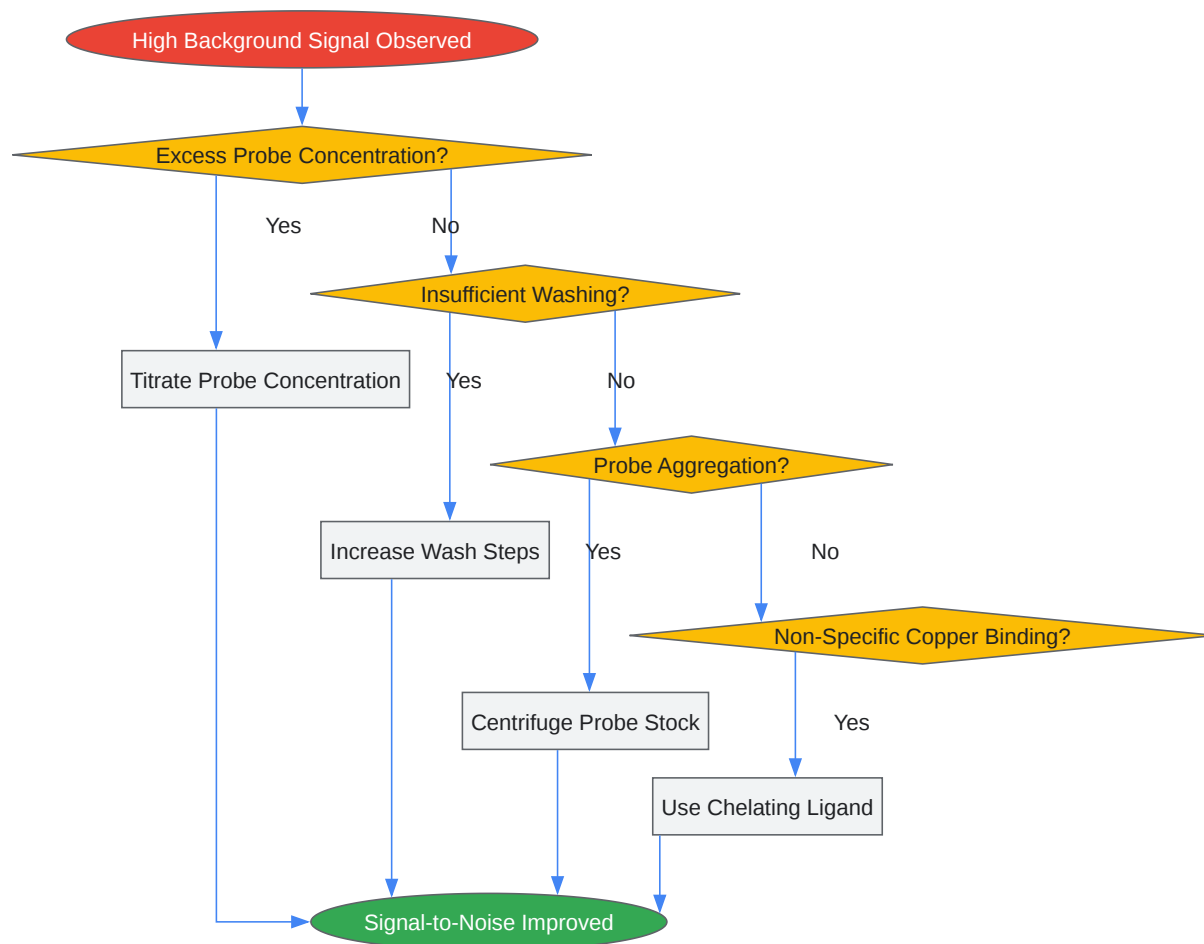 High Background Signal Observed
Excess Probe Concentration?
Yes
No
Insufficient Washing?
Titrate Probe Concentration
Yes
No
Probe Aggregation?
Increase Wash Steps
Yes
No
Non-Specific Copper Binding?
Centrifuge Probe Stock
Yes
Use Chelating Ligand
Signal-to-Noise Improved